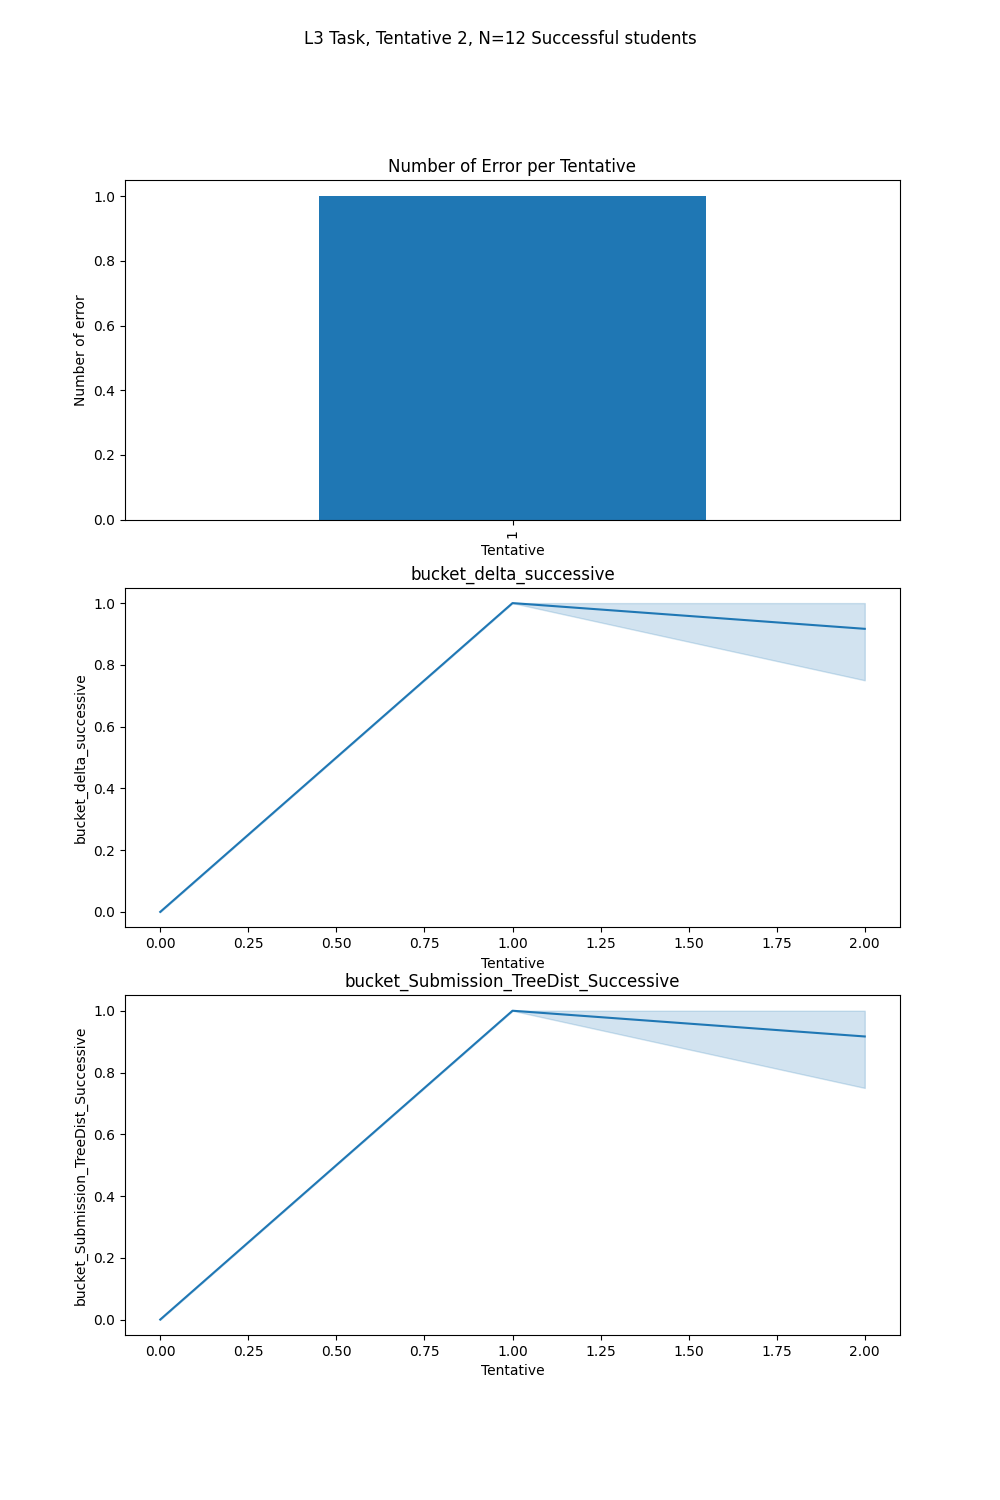 L3 Task, Tentative 2, N=12 Successful students
Number of Error per Tentative
1.0
0.8
0.6
0.4
0.2
0.0
Number of error
1
Tentative
bucket_delta_successive
1.0
0.8
0.6
0.4
0.2
0.0
bucket_delta_successive
0.00 0.25 0.50 0.75 1.00 1.25 1.50 1.75 2.00
Tentative
bucket_Submission_TreeDist_Successive
1.0
0.8
0.6
0.4
0.2
0.0
bucket_Submission_TreeDist_Successive
0.00 0.25 0.50 0.75 1.00 1.25 1.50 1.75 2.00
Tentative